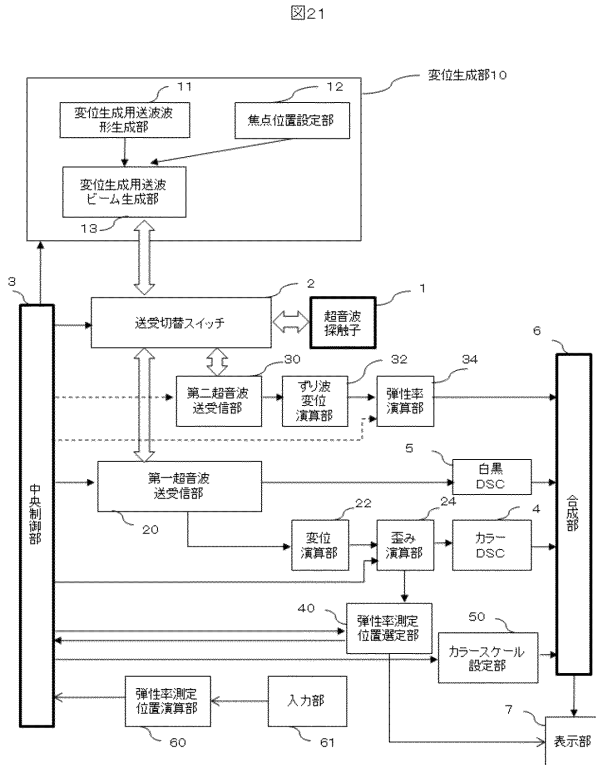 図21
変位生成部10
11
12
変位生成用送波波
形生成部
焦点位置設定部
変位生成用送波
ビーム生成部
13
3
2
1
送受切替スイッチ
超音波
探触子
6
30
32
34
第二超音波
送受信部
ずり波
変位
演算部
弾性率
演算部
中央制御部
第一超音波
送受信部
20
5
白黒
DSC
合成部
22
24
4
変位
演算部
歪み
演算部
カラー
DSC
40
弾性率測定
位置選定部
50
カラースケール
設定部
弾性率測定
位置演算部
60
入力部
61
7
表示部